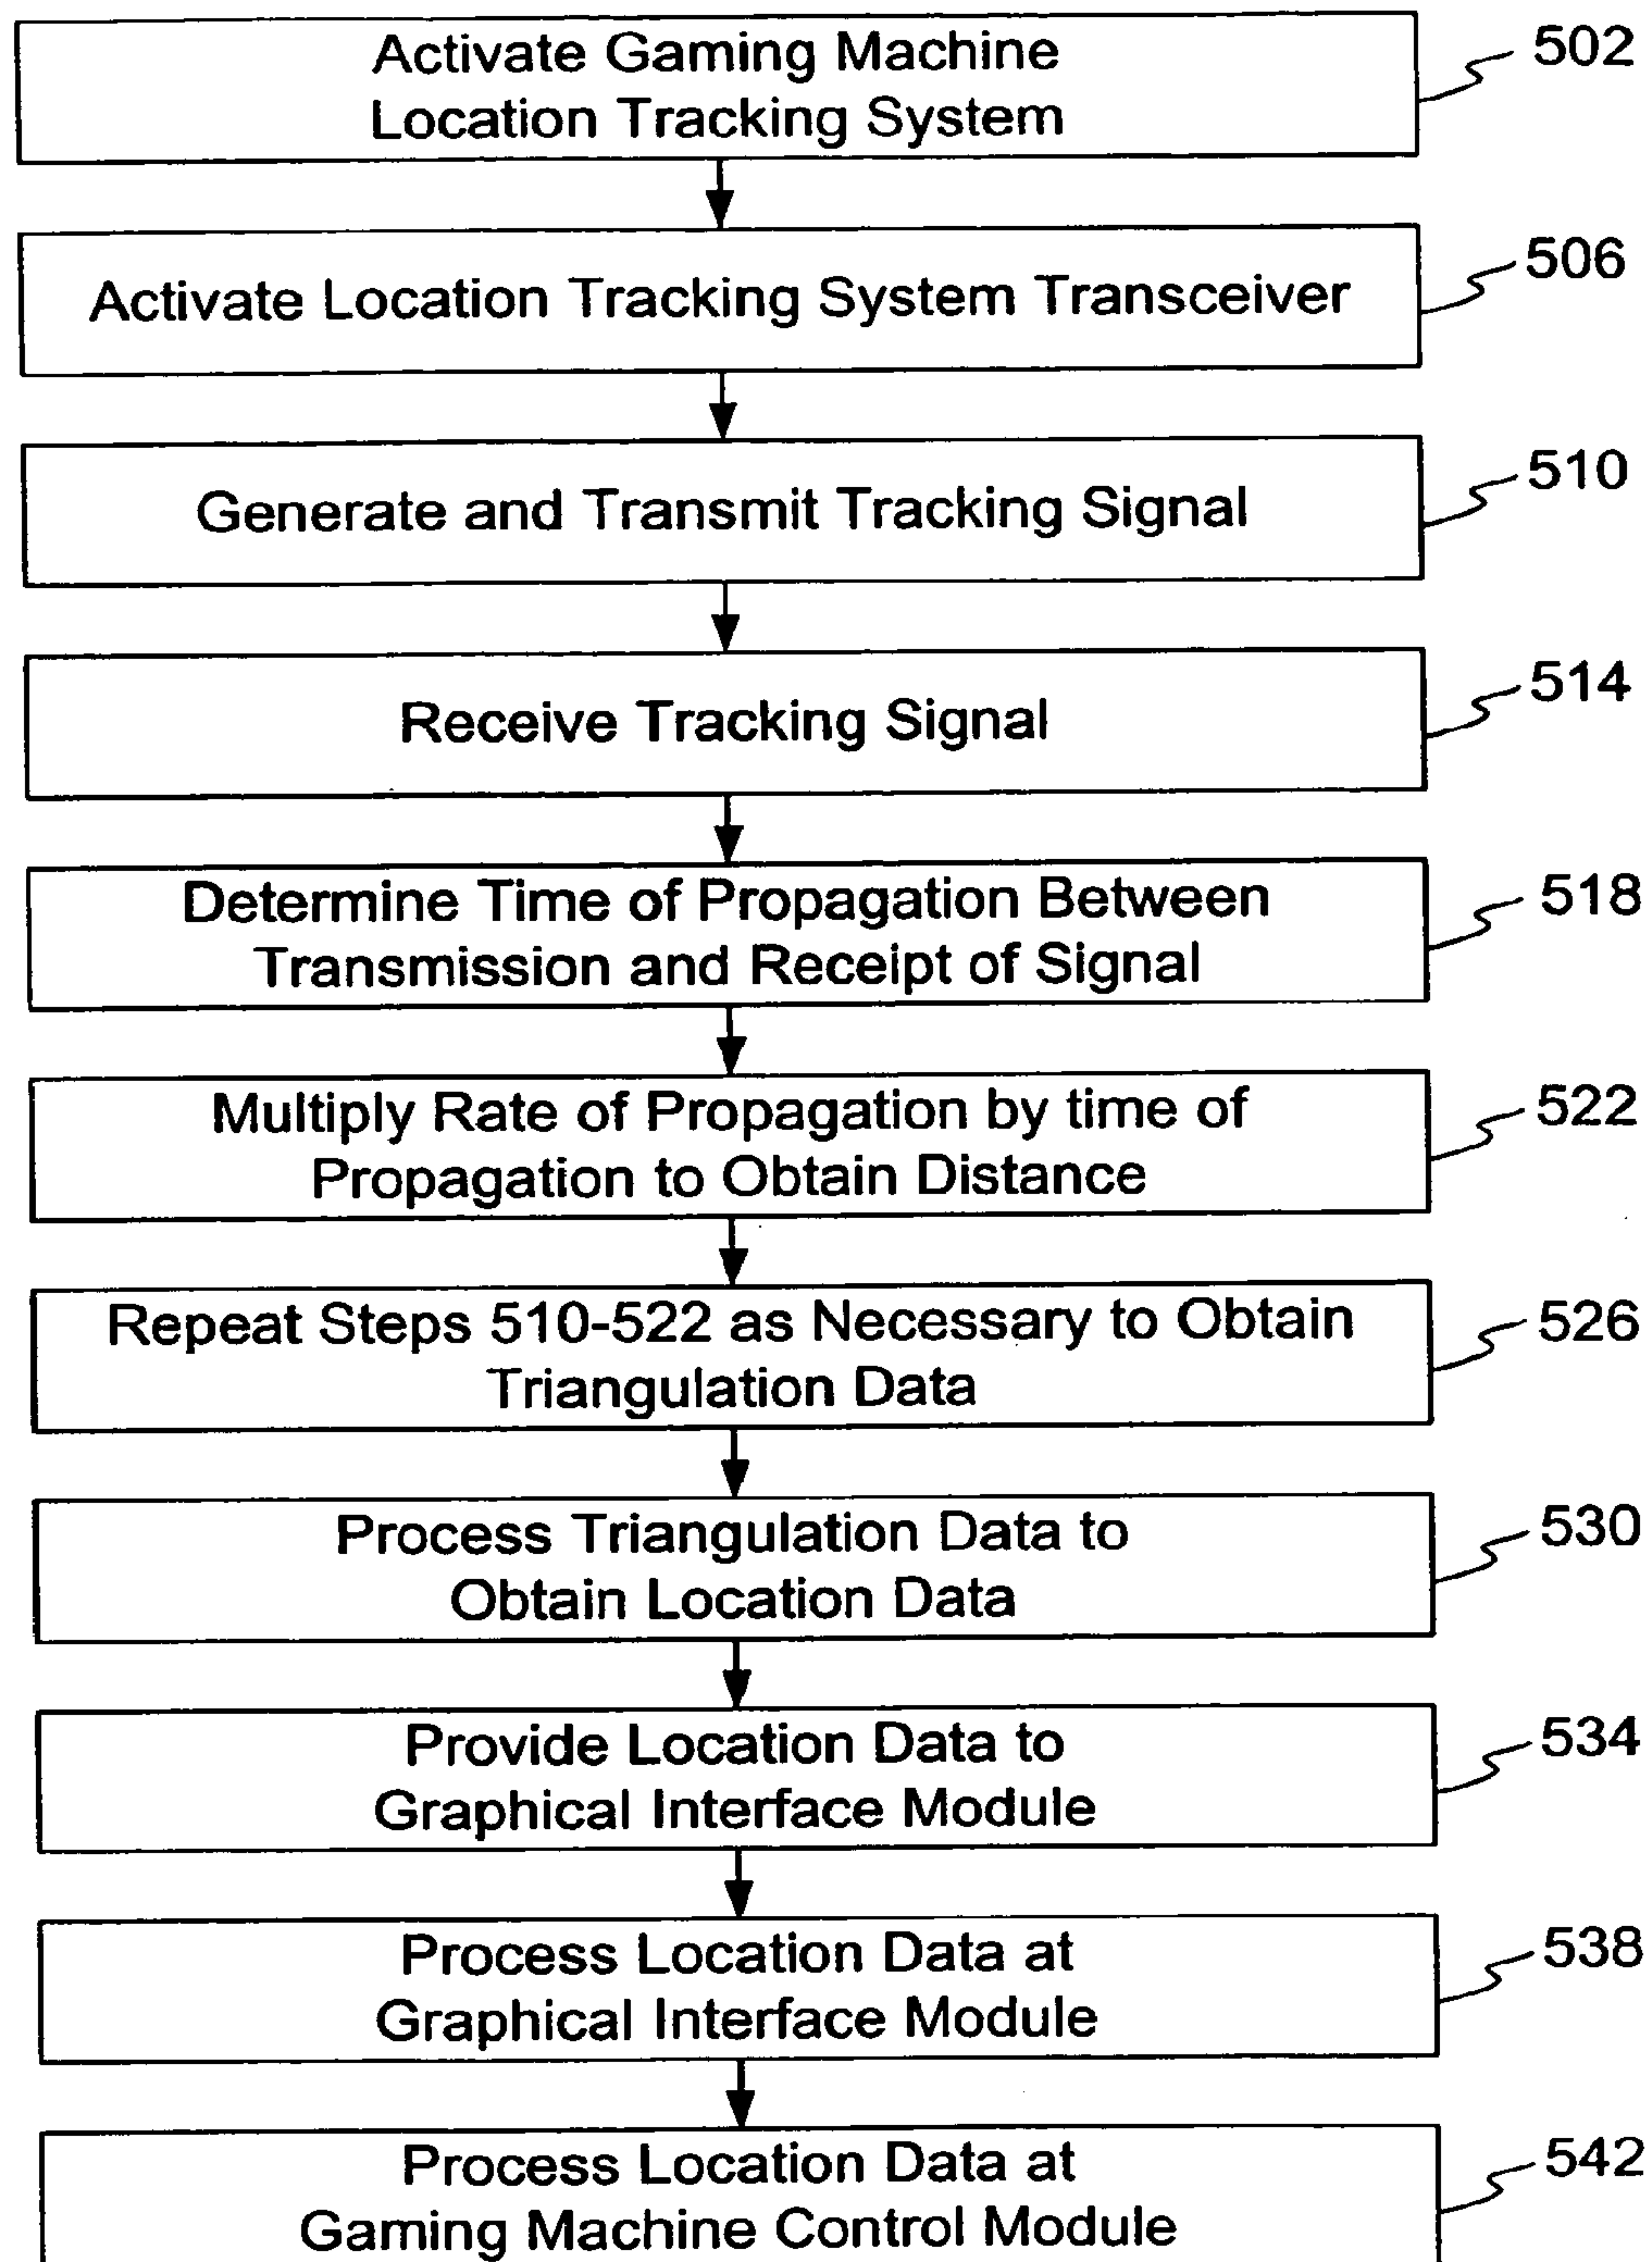 Activate Gaming Machine
Location Tracking System
502
Activate Location Tracking System Transceiver
506
Generate and Transmit Tracking Signal
510
Receive Tracking Signal
514
Determine Time of Propagation Between
Transmission and Receipt of Signal
518
Multiply Rate of Propagation by time of
Propagation to Obtain Distance
522
Repeat Steps 510-522 as Necessary to Obtain
Triangulation Data
526
Process Triangulation Data to
Obtain Location Data
530
Provide Location Data to
Graphical Interface Module
534
Process Location Data at
Graphical Interface Module
538
Process Location Data at
Gaming Machine Control Module
542